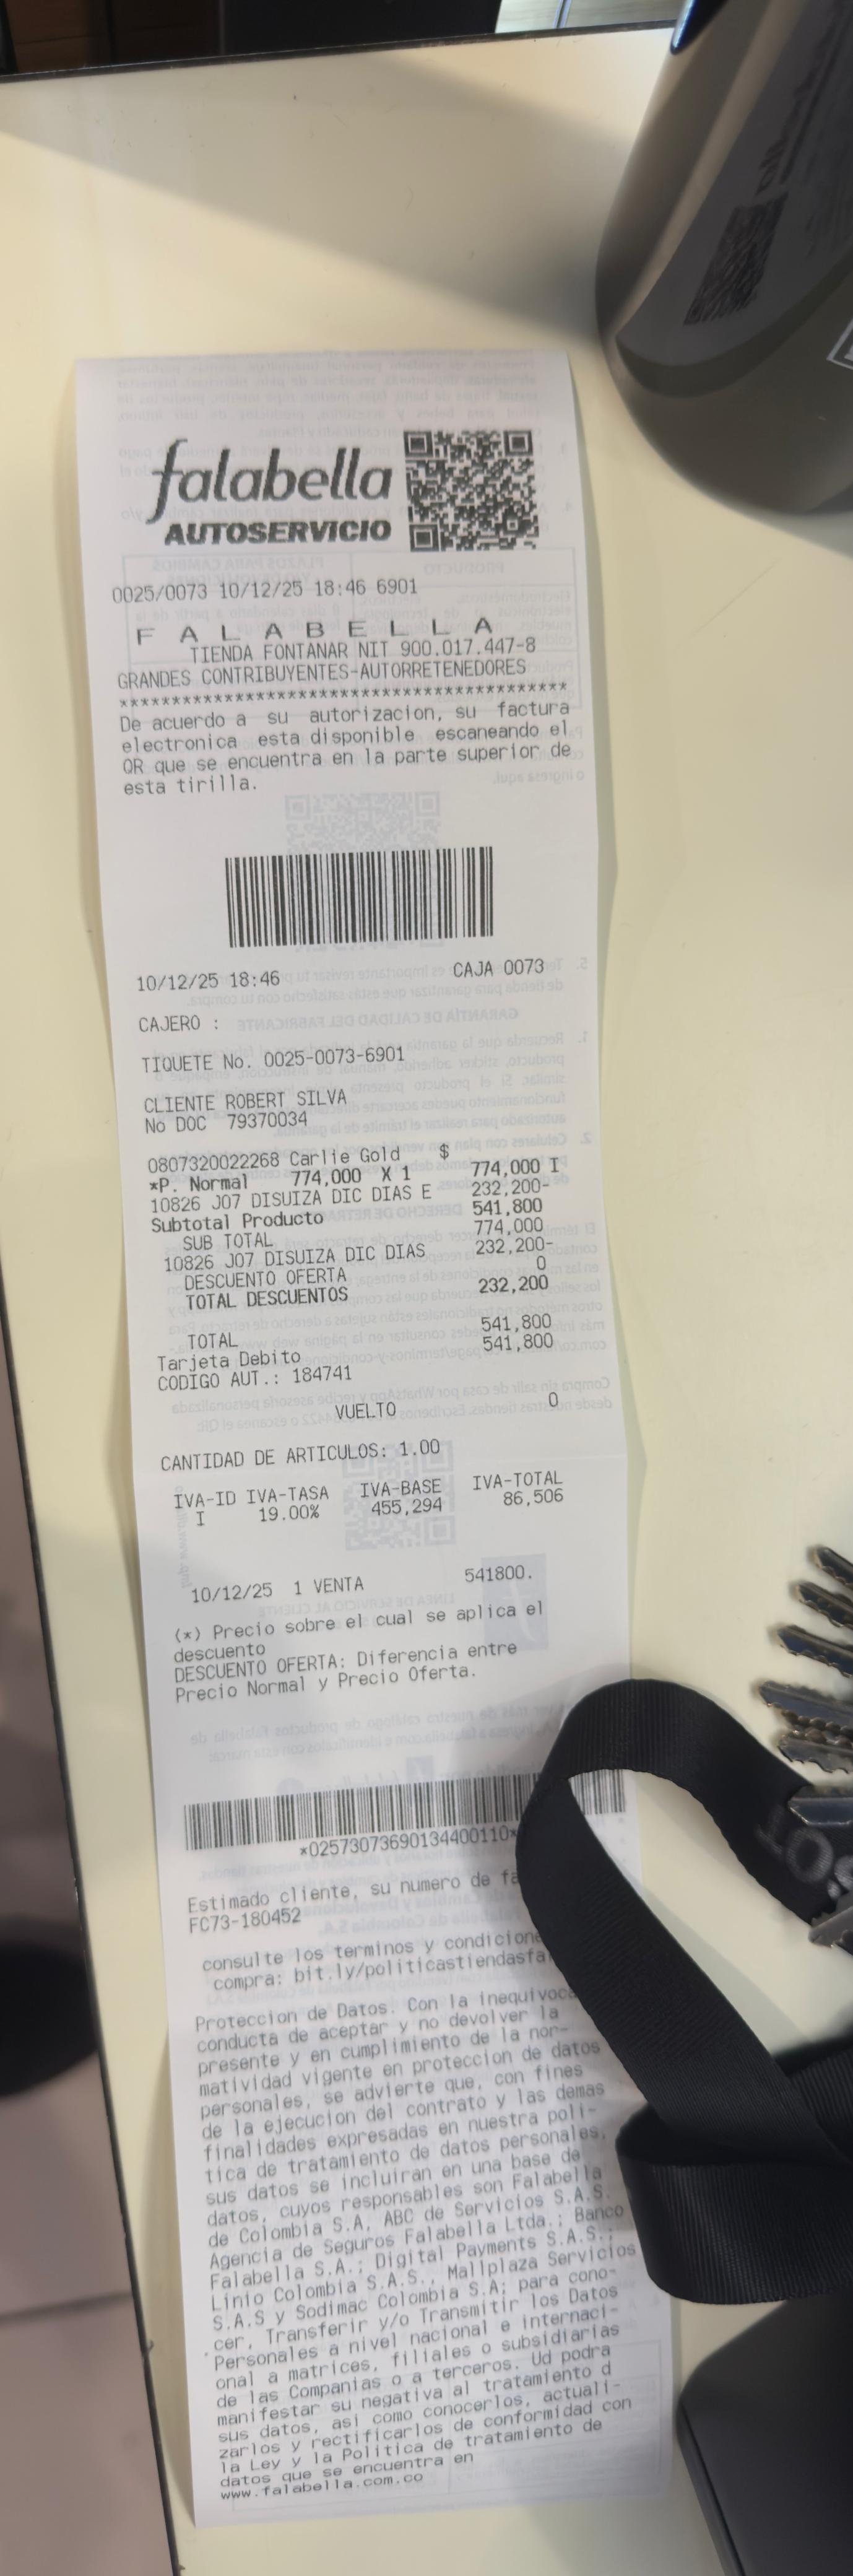 falabella
AUTOSERVICIO
0025/0073 10/12/25 18:46 6901
F A L A B E L L A
TIENDA FONTANAR NIT 900.017.447-8
GRANDES CONTRIBUYENTES-AUTORRETENEDORES
******************************************
De acuerdo a su autorizacion, su factura
electronica esta disponible escaneando el
QR que se encuentra en la parte superior de
esta tirilla.
10/12/25 18:46 CAJA 0073
CAJERO :
TIQUETE No. 0025-0073-6901
CLIENTE ROBERT SILVA
No DOC 79370034
0807320022268 Carlie Gold $
*P. Normal 774,000 X 1 774,000 I
10826 J07 DISUIZA DIC DIAS E 232,200-
Subtotal Producto 541,800
SUB TOTAL 774,000
10826 J07 DISUIZA DIC DIAS 232,200-
DESCUENTO OFERTA 0
TOTAL DESCUENTOS 232,200
TOTAL 541,800
Tarjeta Debito 541,800
CODIGO AUT.: 184741
VUELTO 0
CANTIDAD DE ARTICULOS: 1.00
IVA-ID IVA-TASA IVA-BASE IVA-TOTAL
I 19.00% 455,294 86,506
10/12/25 1 VENTA 541800.
(*) Precio sobre el cual se aplica el
descuento
DESCUENTO OFERTA: Diferencia entre
Precio Normal y Precio Oferta.
*02573073690134400110*
Estimado cliente, su numero de fa
FC73-180452
consulte los terminos y condicione
compra: bit.ly/politicastiendasfa
Proteccion de Datos. Con la inequivoca
conducta de aceptar y no devolver la
presente y en cumplimiento de la nor-
matividad vigente en proteccion de datos
personales, se advierte que, con fines
de la ejecucion del contrato y las demas
finalidades expresadas en nuestra poli-
tica de tratamiento de datos personales,
sus datos se incluiran en una base de
datos, cuyos responsables son Falabella
de Colombia S.A, ABC de Servicios S.A.S.
Agencia de Seguros Falabella Ltda.; Banco
Falabella S.A.; Digital Payments S.A.S.;
Linio Colombia S.A.S., Mallplaza Servicios
S.A.S y Sodimac Colombia S.A; para cono-
cer, Transferir y/o Transmitir los Datos
Personales a nivel nacional e internaci-
onal a matrices, filiales o subsidiarias
de las Companias o a terceros. Ud podra
manifestar su negativa al tratamiento d
sus datos, asi como conocerlos, actuali-
zarlos y rectificarlos de conformidad con
la Ley y la Politica de tratamiento de
datos que se encuentra en
www.falabella.com.co